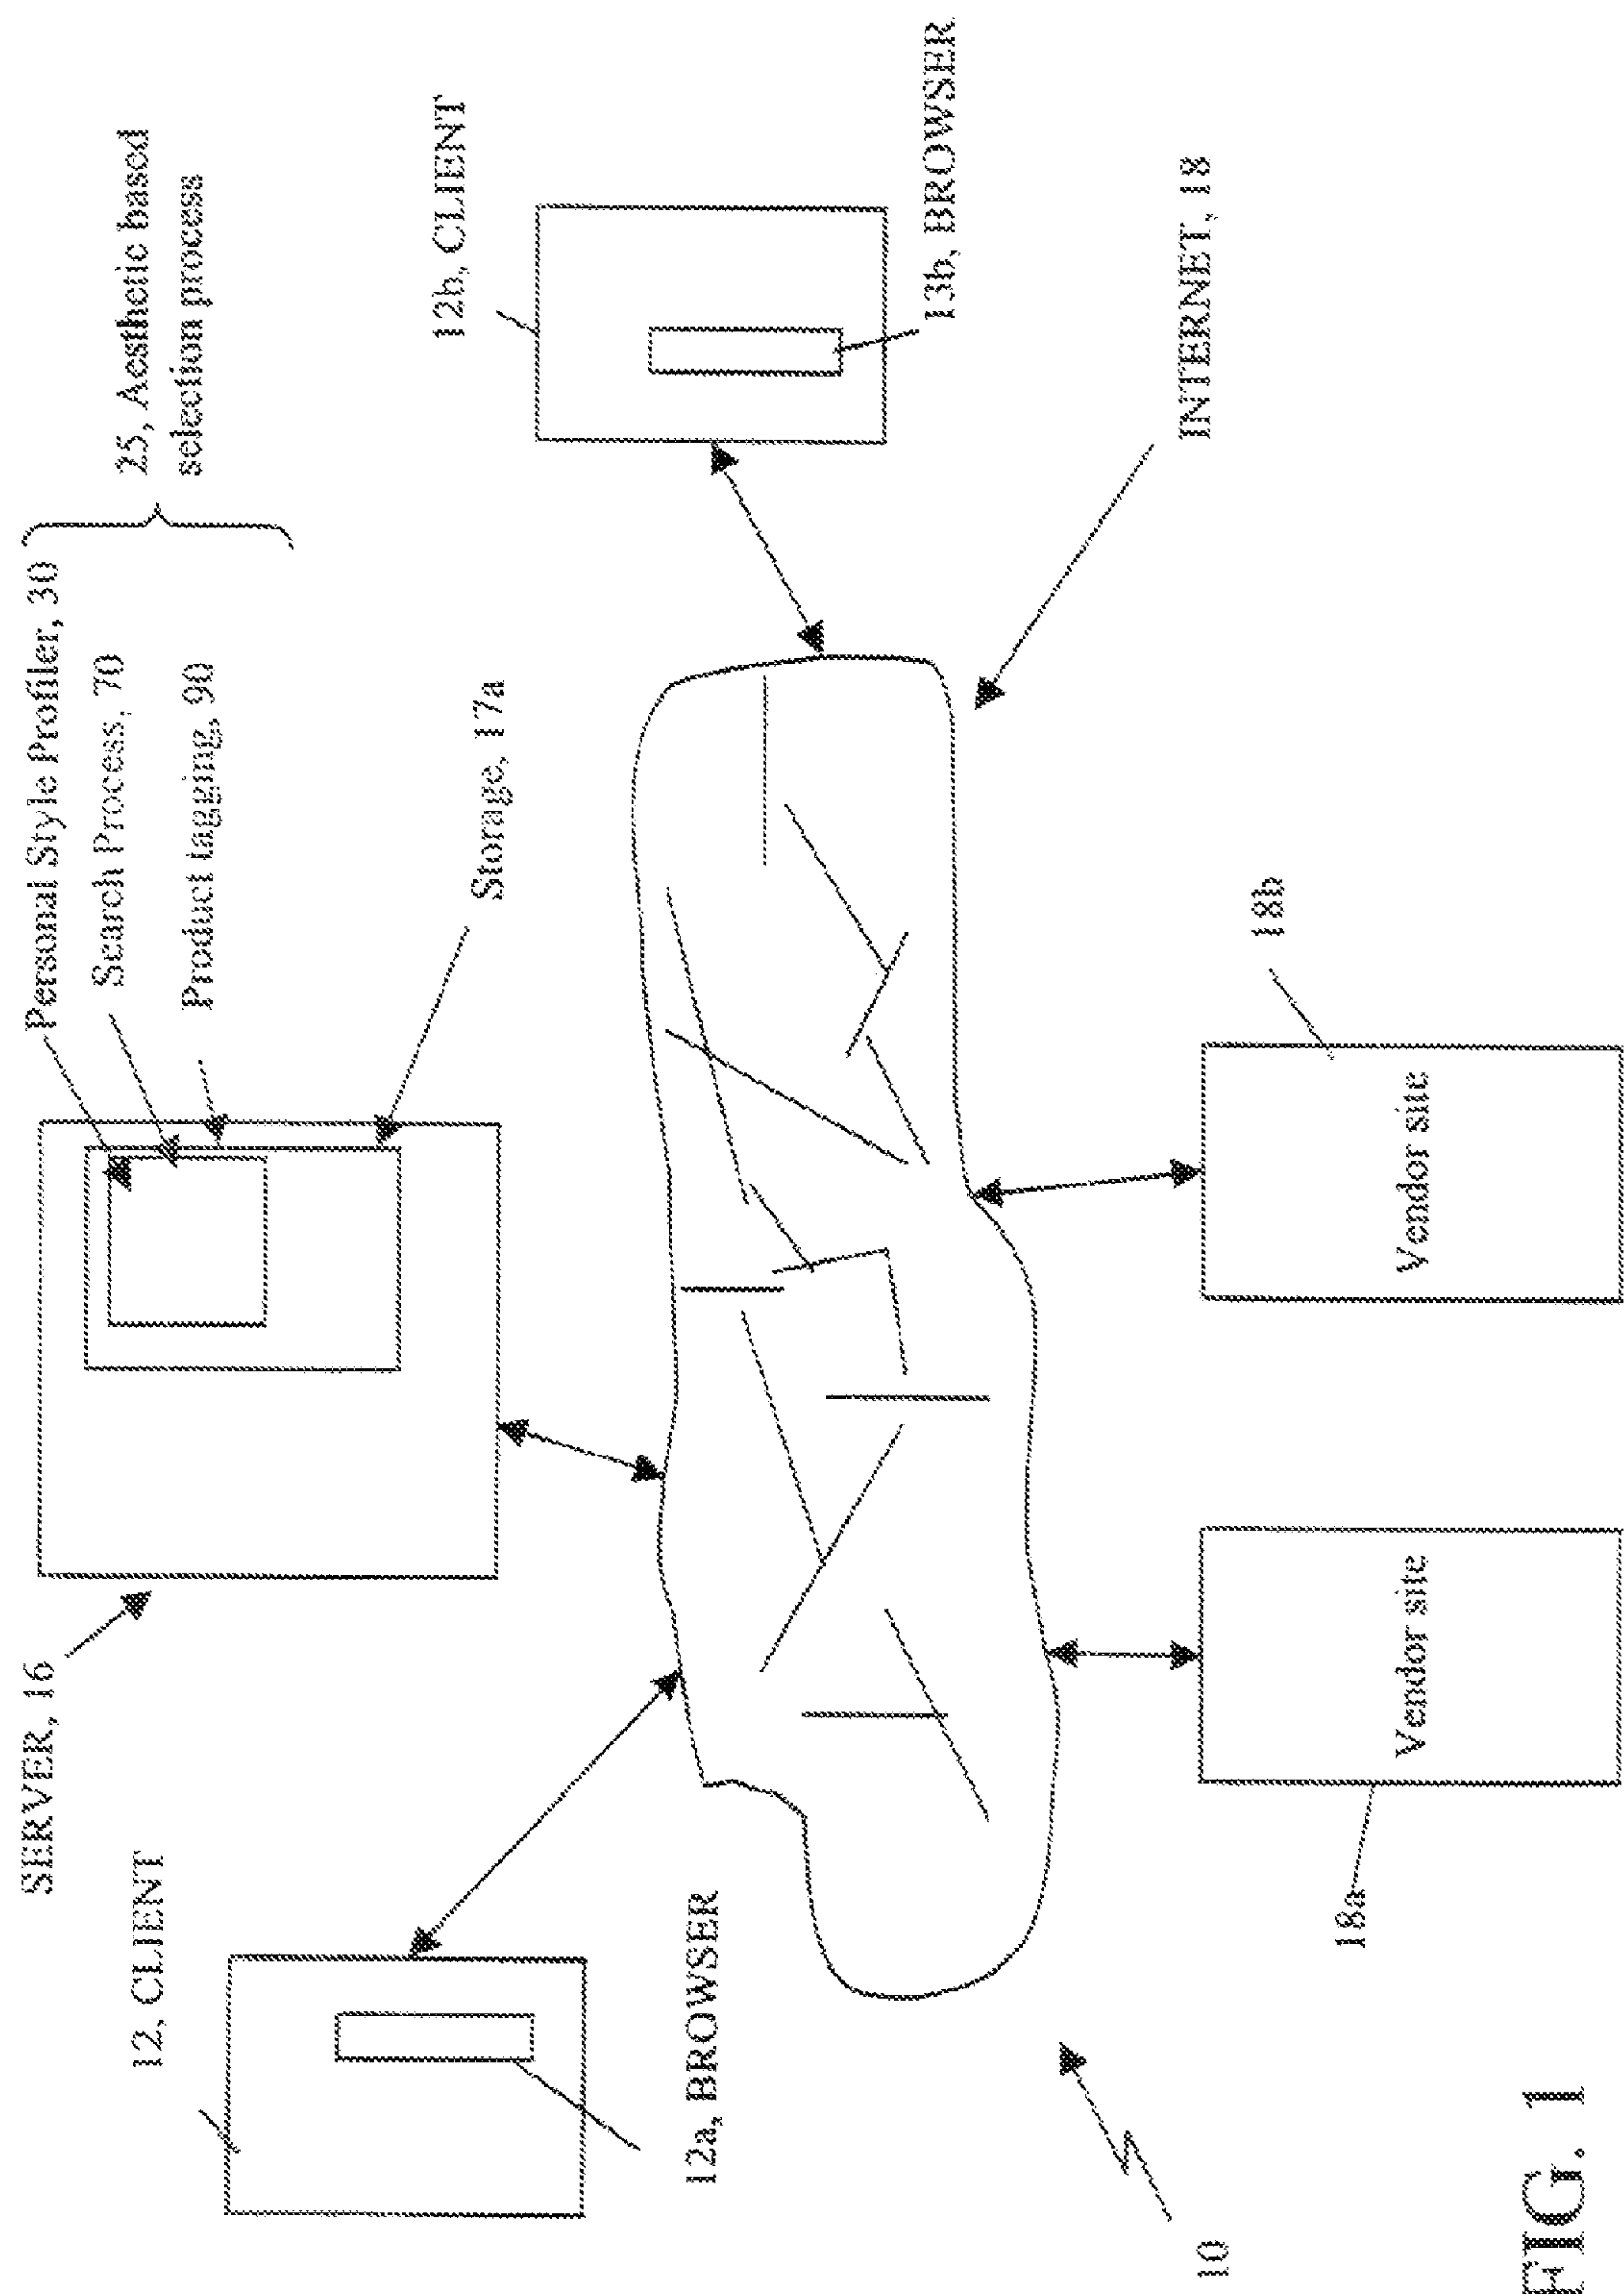 SERVER, 16
Personal Style Profiler, 30
Search Process, 70
Product tagging, 90
25, Aesthetic based
selection process
12, CLIENT
Storage, 17a
12b, CLIENT
12a, BROWSER
13b, BROWSER
INTERNET, 18
10
18b
18a
Vendor site
Vendor site
FIG. 1